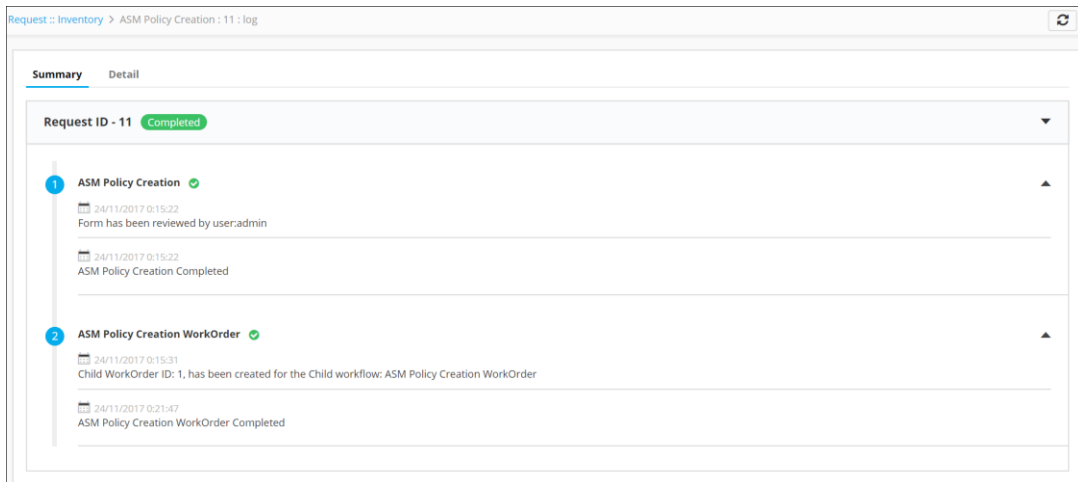 Request :: Inventory > ASM Policy Creation : 11 : log
Summary Detail
Request ID - 11 Completed
1 ASM Policy Creation
24/11/2017 0:15:22
Form has been reviewed by user:admin
24/11/2017 0:15:22
ASM Policy Creation Completed
2 ASM Policy Creation WorkOrder
24/11/2017 0:15:31
Child WorkOrder ID: 1, has been created for the Child workflow: ASM Policy Creation WorkOrder
24/11/2017 0:21:47
ASM Policy Creation WorkOrder Completed